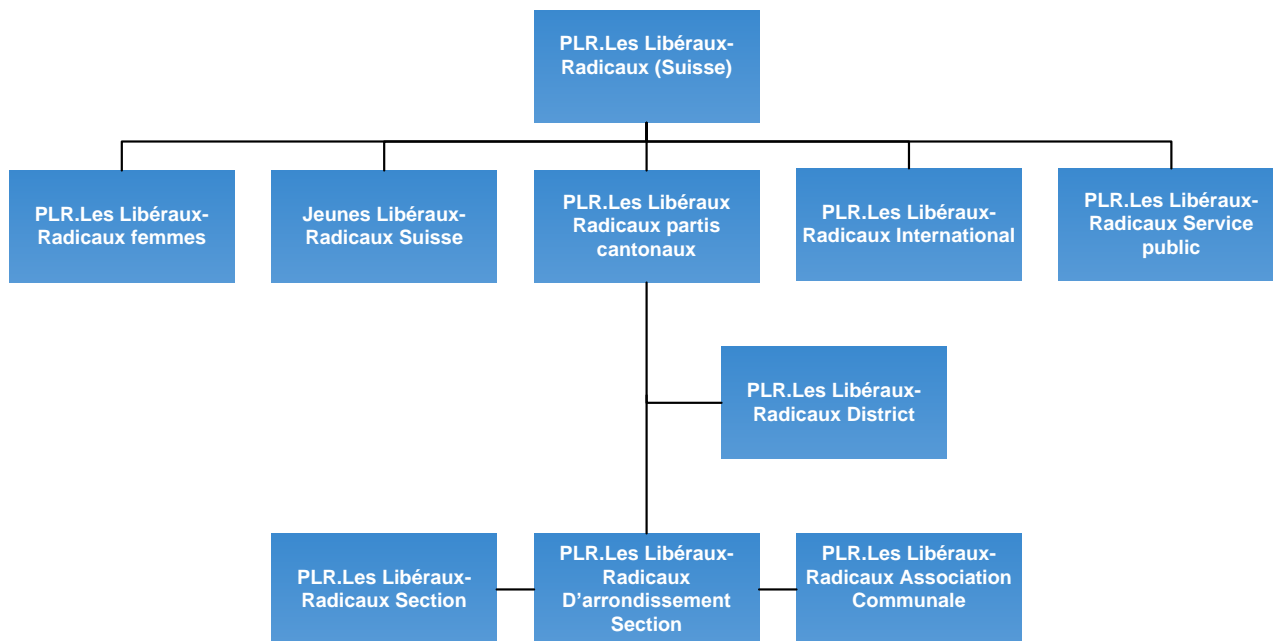 PLR.Les Libéraux-
Radicaux (Suisse)
PLR.Les Libéraux-
Radicaux femmes
Jeunes Libéraux-
Radicaux Suisse
PLR.Les Libéraux
Radicaux partis
cantonaux
PLR.Les Libéraux-
Radicaux International
PLR.Les Libéraux-
Radicaux Service
public
PLR.Les Libéraux-
Radicaux District
PLR.Les Libéraux-
Radicaux Section
PLR.Les Libéraux-
Radicaux
D'arrondissement
Section
PLR.Les Libéraux-
Radicaux Association
Communale